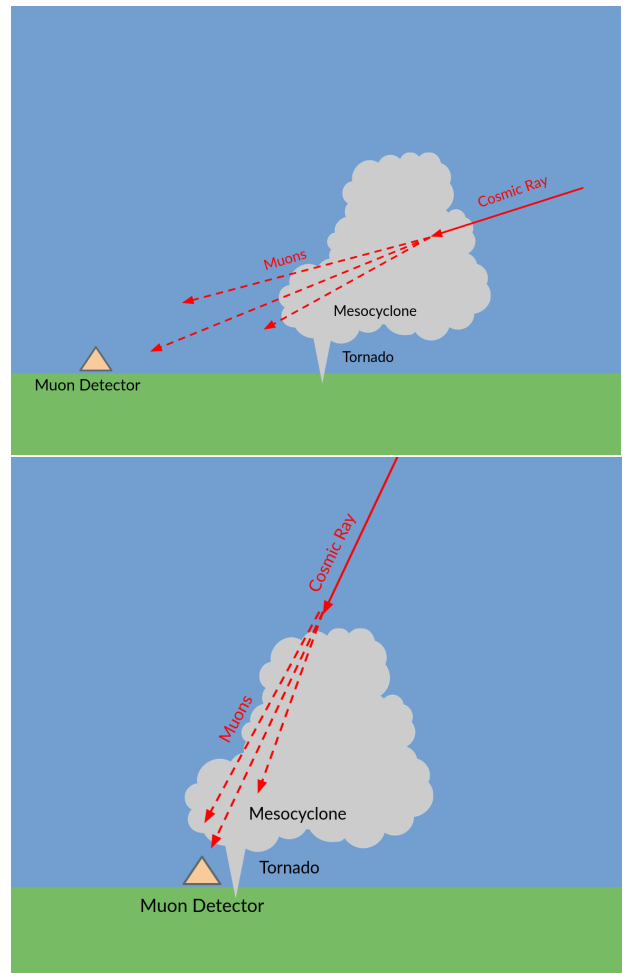 Cosmic Ray
Muons
Mesocyclone
Tornado
Muon Detector
Cosmic Ray
Muons
Mesocyclone
Tornado
Muon Detector